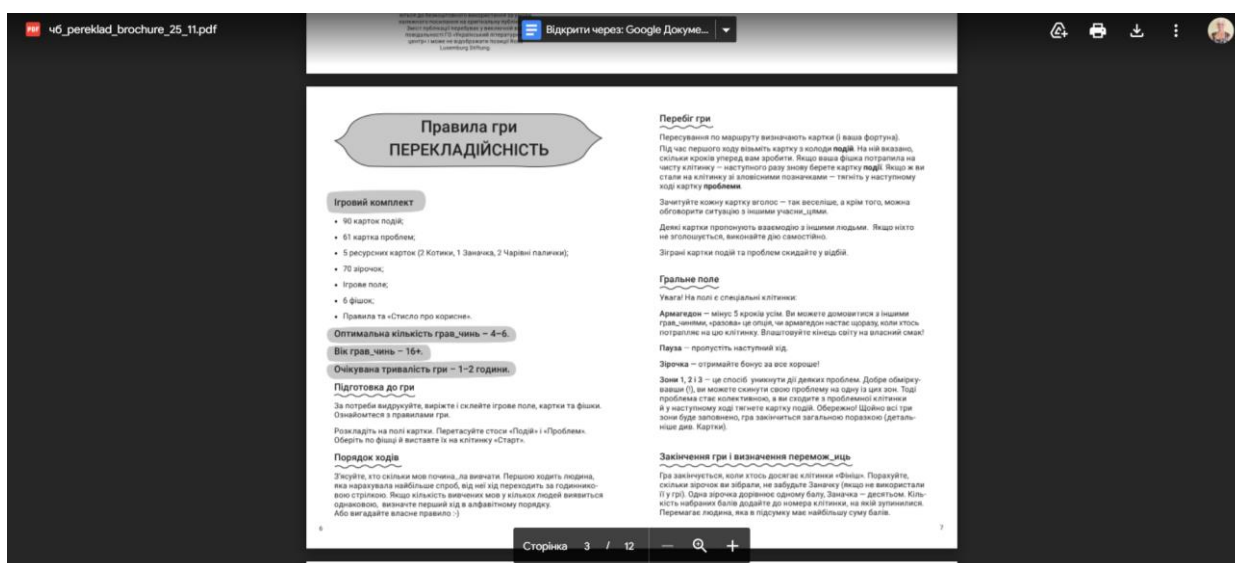 PDF
чб_pereklad_brochure_25_11.pdf
Відкрити через: Google Докуме...
Luxemburg Stiftung.
Правила гри
ПЕРЕКЛАДІЙСНІСТЬ
Ігровий комплект
• 90 карток подій;
• 61 картка проблем;
• 5 ресурсних карток (2 Котики, 1 Заначка, 2 Чарівні палички);
• 70 зірочок;
• Ігрове поле;
• 6 фішок;
• Правила та «Стисло про корисне».
Оптимальна кількість грав_чинь – 4–6.
Вік грав_чинь – 16+.
Очікувана тривалість гри – 1–2 години.
Підготовка до гри
За потреби видрукуйте, виріжте і склейте ігрове поле, картки та фішки.
Ознайомтеся з правилами гри.
Розкладіть на полі картки. Перетасуйте стоси «Подій» і «Проблем».
Оберіть по фішці й виставте їх на клітинку «Старт».
Порядок ходів
З'ясуйте, хто скільки мов почина_ла вивчати. Першою ходить людина,
яка нарахувала найбільше спроб, від неї хід переходить за годиннико-
вою стрілкою. Якщо кількість вивчених мов у кількох людей виявиться
однаковою, визначте перший хід в алфавітному порядку.
Або вигадайте власне правило :-)
6
Перебіг гри
Пересування по маршруту визначають картки (і ваша фортуна).
Під час першого ходу візьміть картку з колоди подій. На ній вказано,
скільки кроків уперед вам зробити. Якщо ваша фішка потрапила на
чисту клітинку — наступного разу знову берете картку події. Якщо ж ви
стали на клітинку зі зловісними позначками — тягніть у наступному
ході картку проблеми.
Зачитуйте кожну картку вголос — так веселіше, а крім того, можна
обговорити ситуацію з іншими учасни_цями.
Деякі картки пропонують взаємодію з іншими людьми. Якщо ніхто
не зголошується, виконайте дію самостійно.
Зіграні картки подій та проблем скидайте у відбій.
Гральне поле
Увага! На полі є спеціальні клітинки:
Армагедон — мінус 5 кроків усім. Ви можете домовитися з іншими
грав_чинями, «разова» це опція, чи армагедон настає щоразу, коли хтось
потрапляє на цю клітинку. Влаштовуйте кінець світу на власний смак!
Пауза — пропустіть наступний хід.
Зірочка — отримайте бонус за все хороше!
Зони 1, 2 і 3 — це спосіб уникнути дії деяких проблем. Добре обмірку-
вавши (!), ви можете скинути свою проблему на одну із цих зон. Тоді
проблема стає колективною, а ви сходите з проблемної клітинки
й у наступному ході тягнете картку подій. Обережно! Щойно всі три
зони буде заповнено, гра закінчиться загальною поразкою (деталь-
ніше див. Картки).
Закінчення гри і визначення перемож_иць
Гра закінчується, коли хтось досягає клітинки «Фініш». Порахуйте,
скільки зірочок ви зібрали, не забудьте Заначку (якщо не використали
її у грі). Одна зірочка дорівнює одному балу, Заначка — десятьом. Кіль-
кість набраних балів додайте до номера клітинки, на якій зупинилися.
Перемагає людина, яка в підсумку має найбільшу суму балів.
7
Сторінка 3 / 12